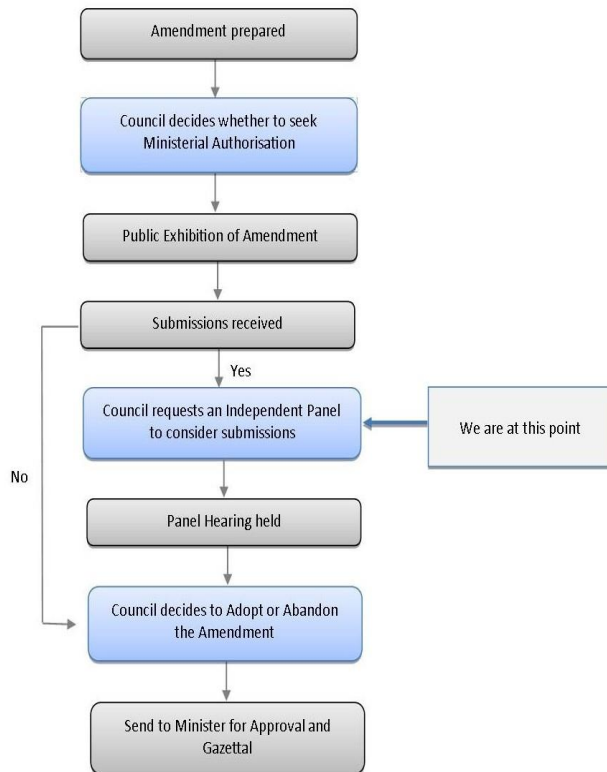 Amendment prepared
Council decides whether to seek
Ministerial Authorisation
Public Exhibition of Amendment
Submissions received
Yes
Council requests an Independent Panel
to consider submissions
We are at this point
No
Panel Hearing held
Council decides to Adopt or Abandon
the Amendment
Send to Minister for Approval and
Gazettal